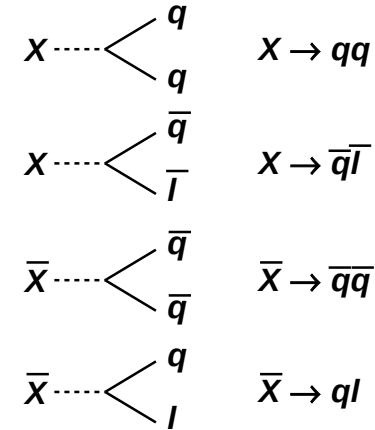 X q q X → qq
X q̅ l̅ X → q̅l̅
X̅ q̅ q̅ X̅ → q̅q̅
X̅ q l X̅ → ql